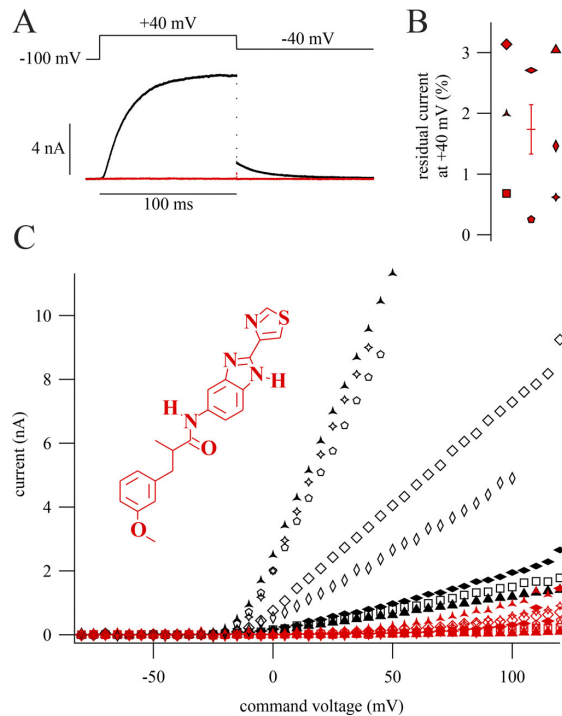 A
+40 mV
-40 mV
-100 mV
4 nA
100 ms
B
residual current
at +40 mV (%)
3
2
1
0
C
current (nA)
10
8
6
4
2
0
N
S
N
N
H
H
N
O
O
-50
0
50
100
command voltage (mV)